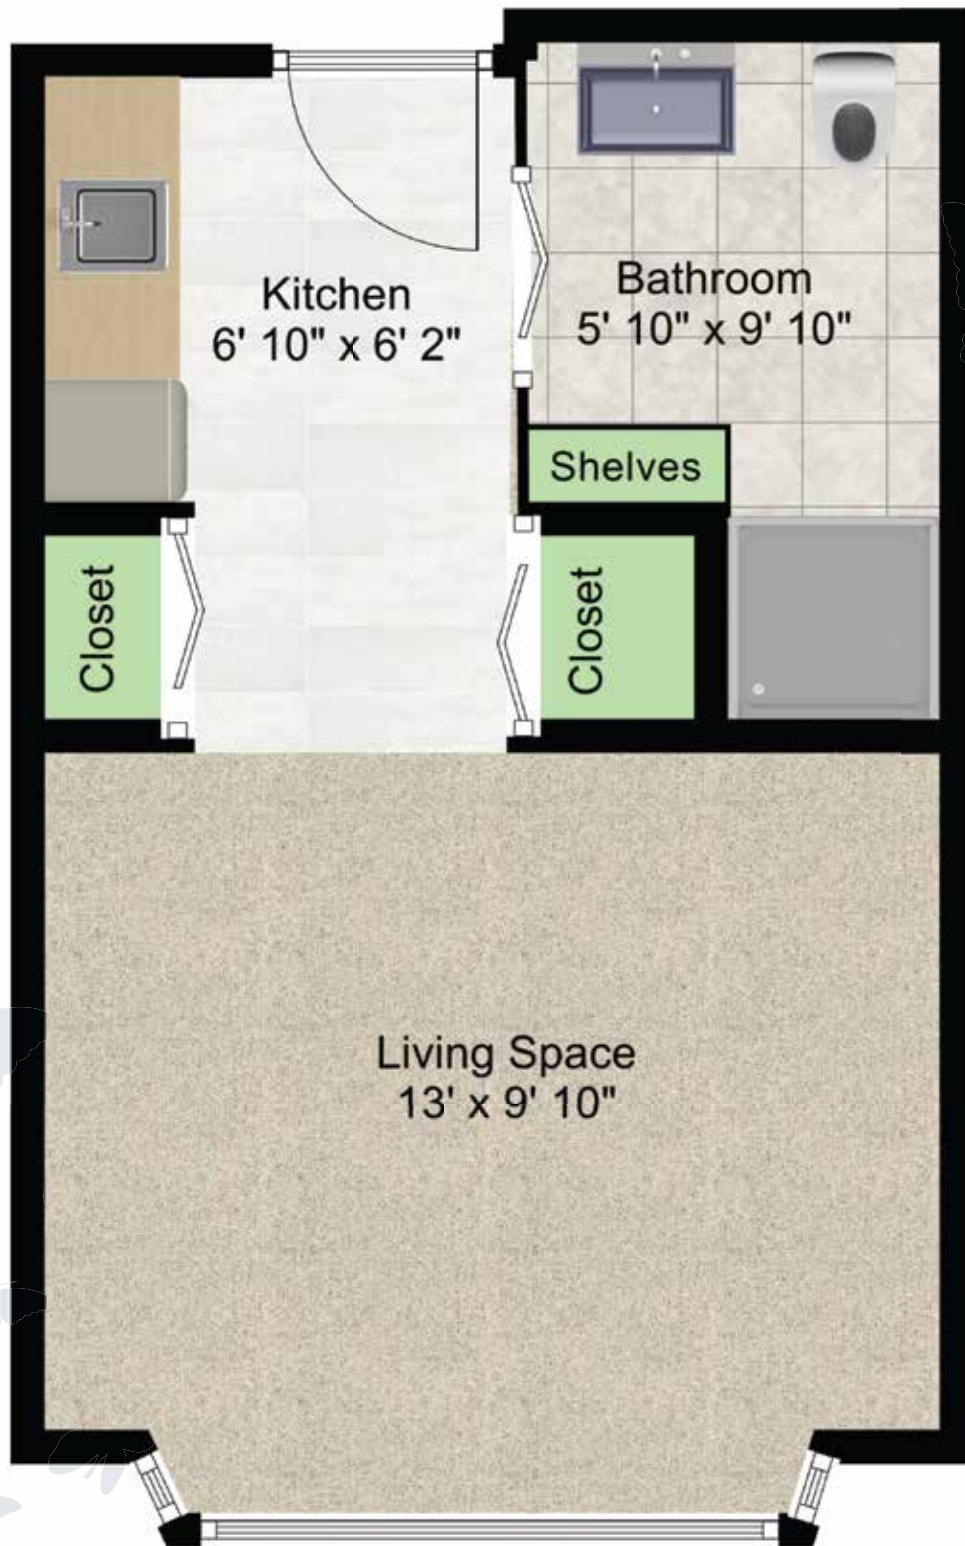 Kitchen
6' 10" x 6' 2"
Bathroom
5' 10" x 9' 10"
Shelves
Closet
Closet
Living Space
13' x 9' 10"